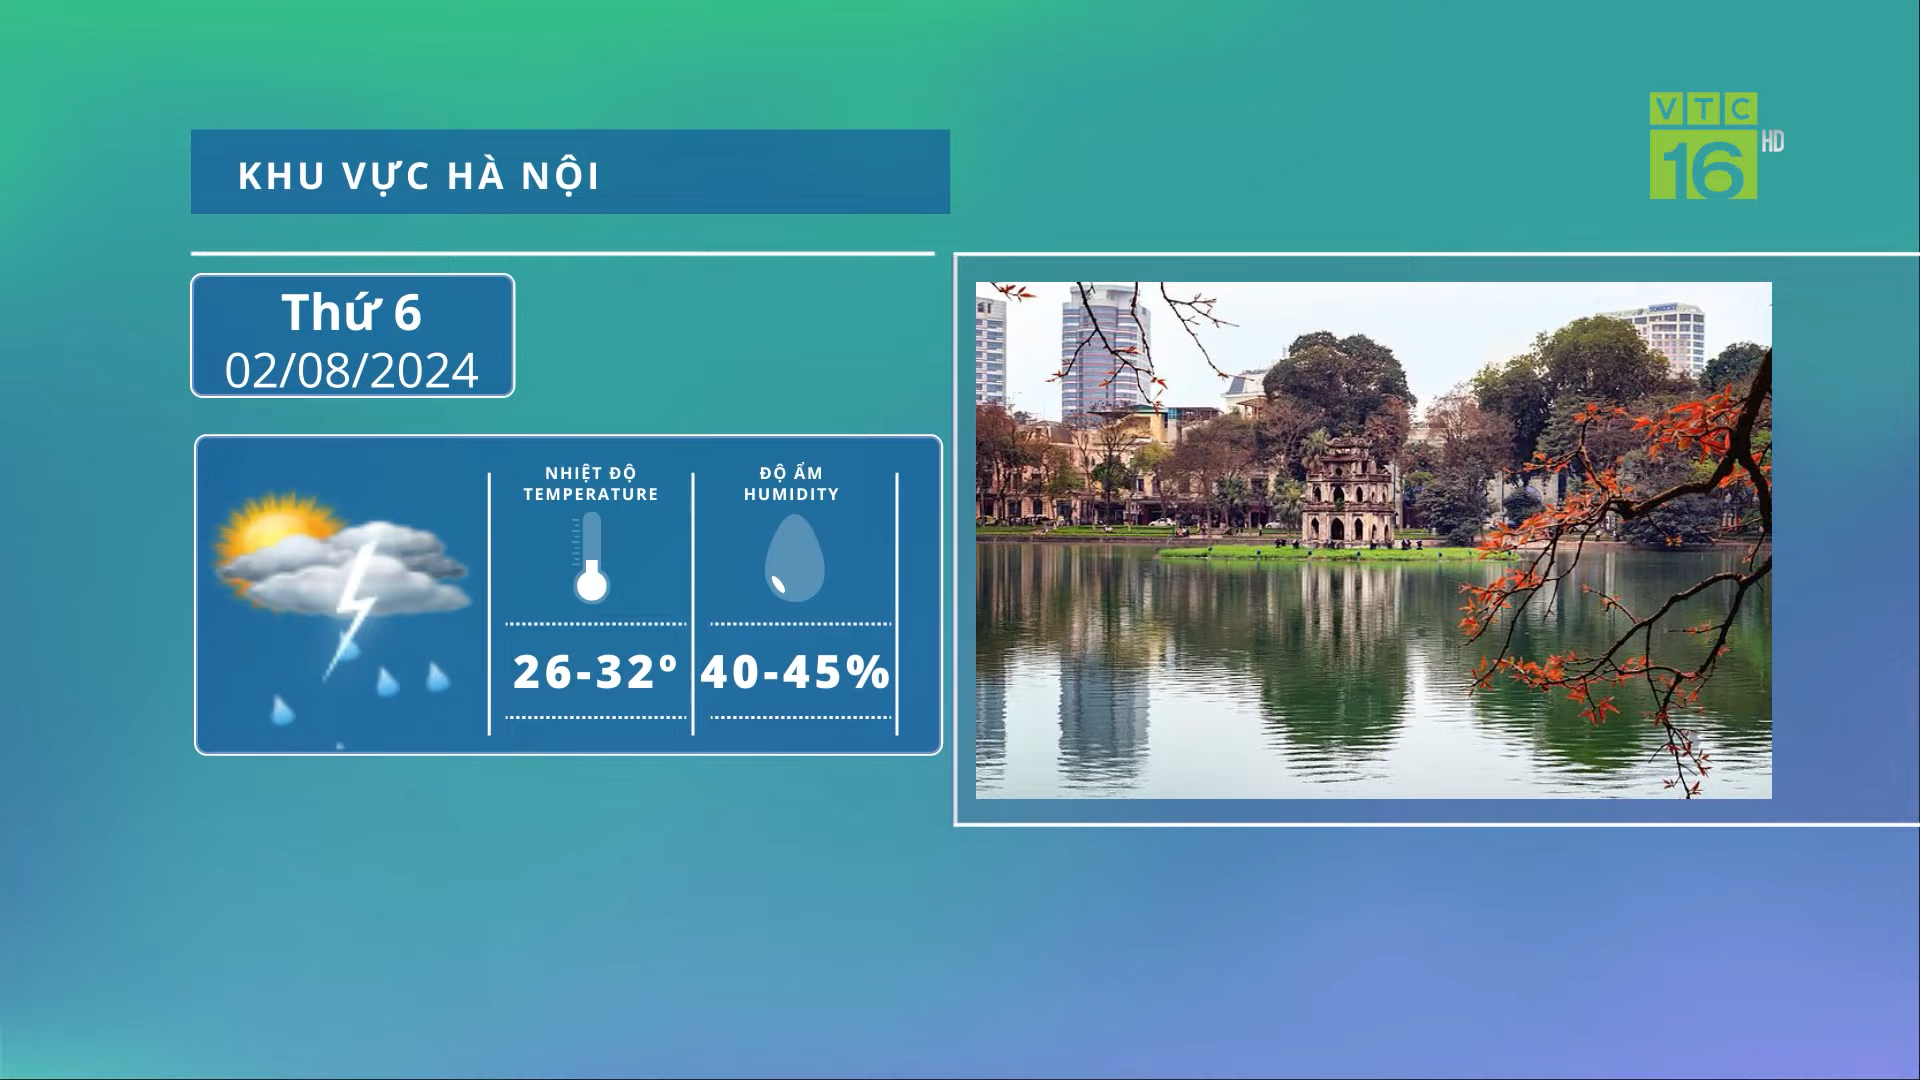 VTC
16 HD
KHU VỰC HÀ NỘI
Thứ 6
02/08/2024
NHIỆT ĐỘ
TEMPERATURE
26-32º
ĐỘ ẨM
HUMIDITY
40-45%
SOMERSET